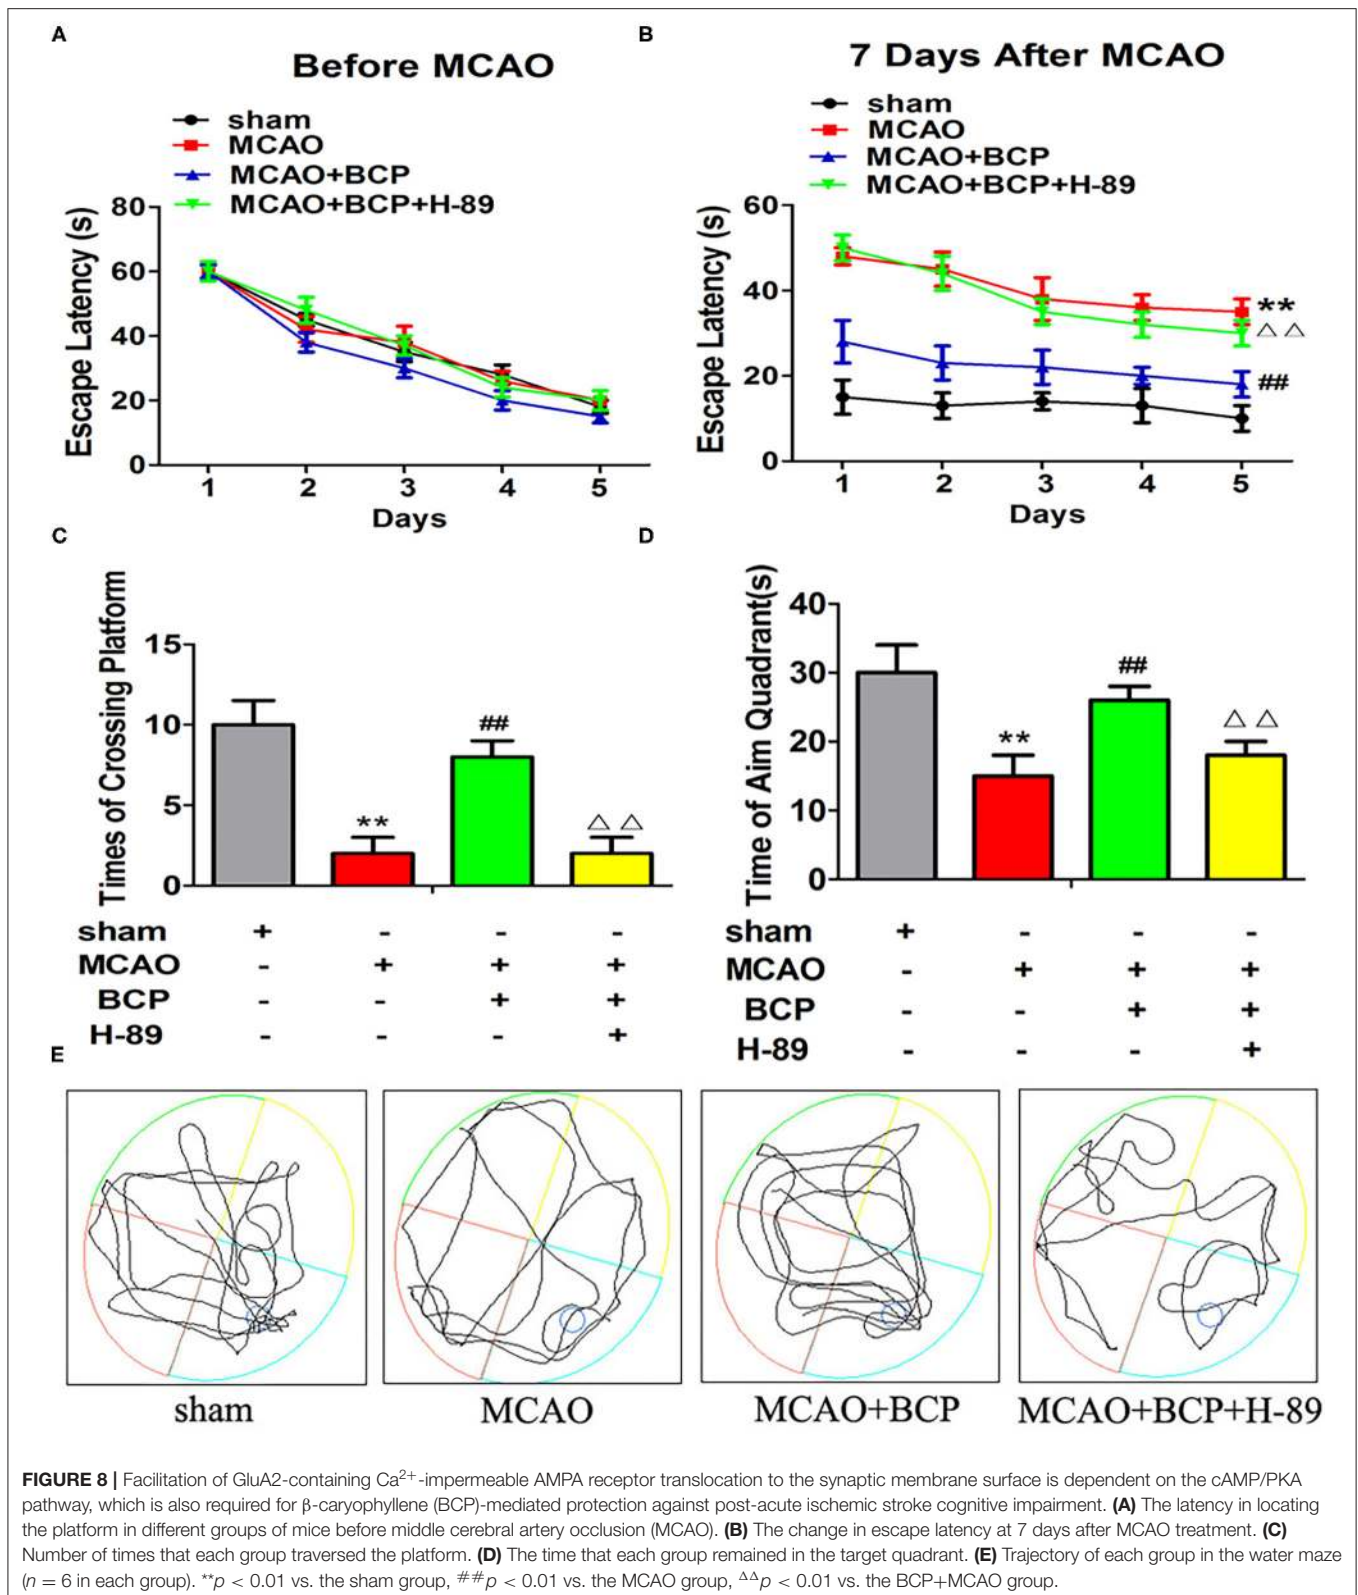 A
Before MCAO
sham
MCAO
MCAO+BCP
MCAO+BCP+H-89
Escape Latency (s)
80
60
40
20
0
1 2 3 4 5
Days
B
7 Days After MCAO
sham
MCAO
MCAO+BCP
MCAO+BCP+H-89
Escape Latency (s)
60
40
20
0
**
△△
##
1 2 3 4 5
Days
C
Times of Crossing Platform
15
10
5
0
** ## △△
sham + - - -
MCAO - + + +
BCP - - + +
H-89 - - - +
D
Time of Aim Quadrant(s)
40
30
20
10
0
** ## △△
sham + - - -
MCAO - + + +
BCP - - + +
H-89 - - - +
E
sham MCAO MCAO+BCP MCAO+BCP+H-89
FIGURE 8 | Facilitation of GluA2-containing Ca²⁺-impermeable AMPA receptor translocation to the synaptic membrane surface is dependent on the cAMP/PKA
pathway, which is also required for β-caryophyllene (BCP)-mediated protection against post-acute ischemic stroke cognitive impairment. (A) The latency in locating
the platform in different groups of mice before middle cerebral artery occlusion (MCAO). (B) The change in escape latency at 7 days after MCAO treatment. (C)
Number of times that each group traversed the platform. (D) The time that each group remained in the target quadrant. (E) Trajectory of each group in the water maze
(n = 6 in each group). **p < 0.01 vs. the sham group, ##p < 0.01 vs. the MCAO group, △△p < 0.01 vs. the BCP+MCAO group.